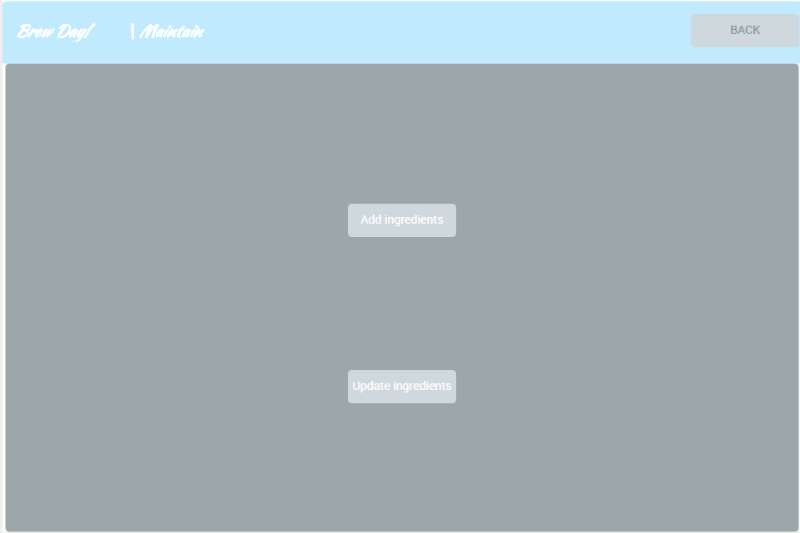 Brew Day! | Maintain
BACK
Add ingredients
Update ingredients